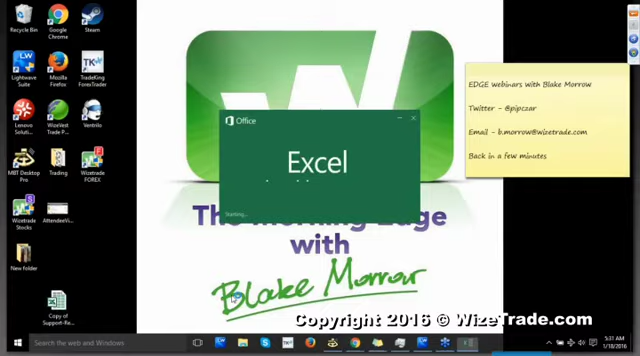 Recycle Bin
Google Chrome
Steam
Lightwave Suite
Mozilla Firefox
TradeKing ForexTrader
Lenovo Soluti...
WizeVest Trader Pro
Ventrilo
MBT Desktop Pro
Trading
Wizetrade FOREX
Wizetrade Stocks
AttendeeVi...
New folder
Copy of Support-Re...
Office
Excel
Starting...
EDGE Webinars with Blake Morrow
Twitter - @pipczar
Email - b.morrow@wizetrade.com
Back in a few minutes
The Morning Edge
with
Blake Morrow
Copyright 2016 © WizeTrade.com
Search the web and Windows
5:31 AM
1/18/2016